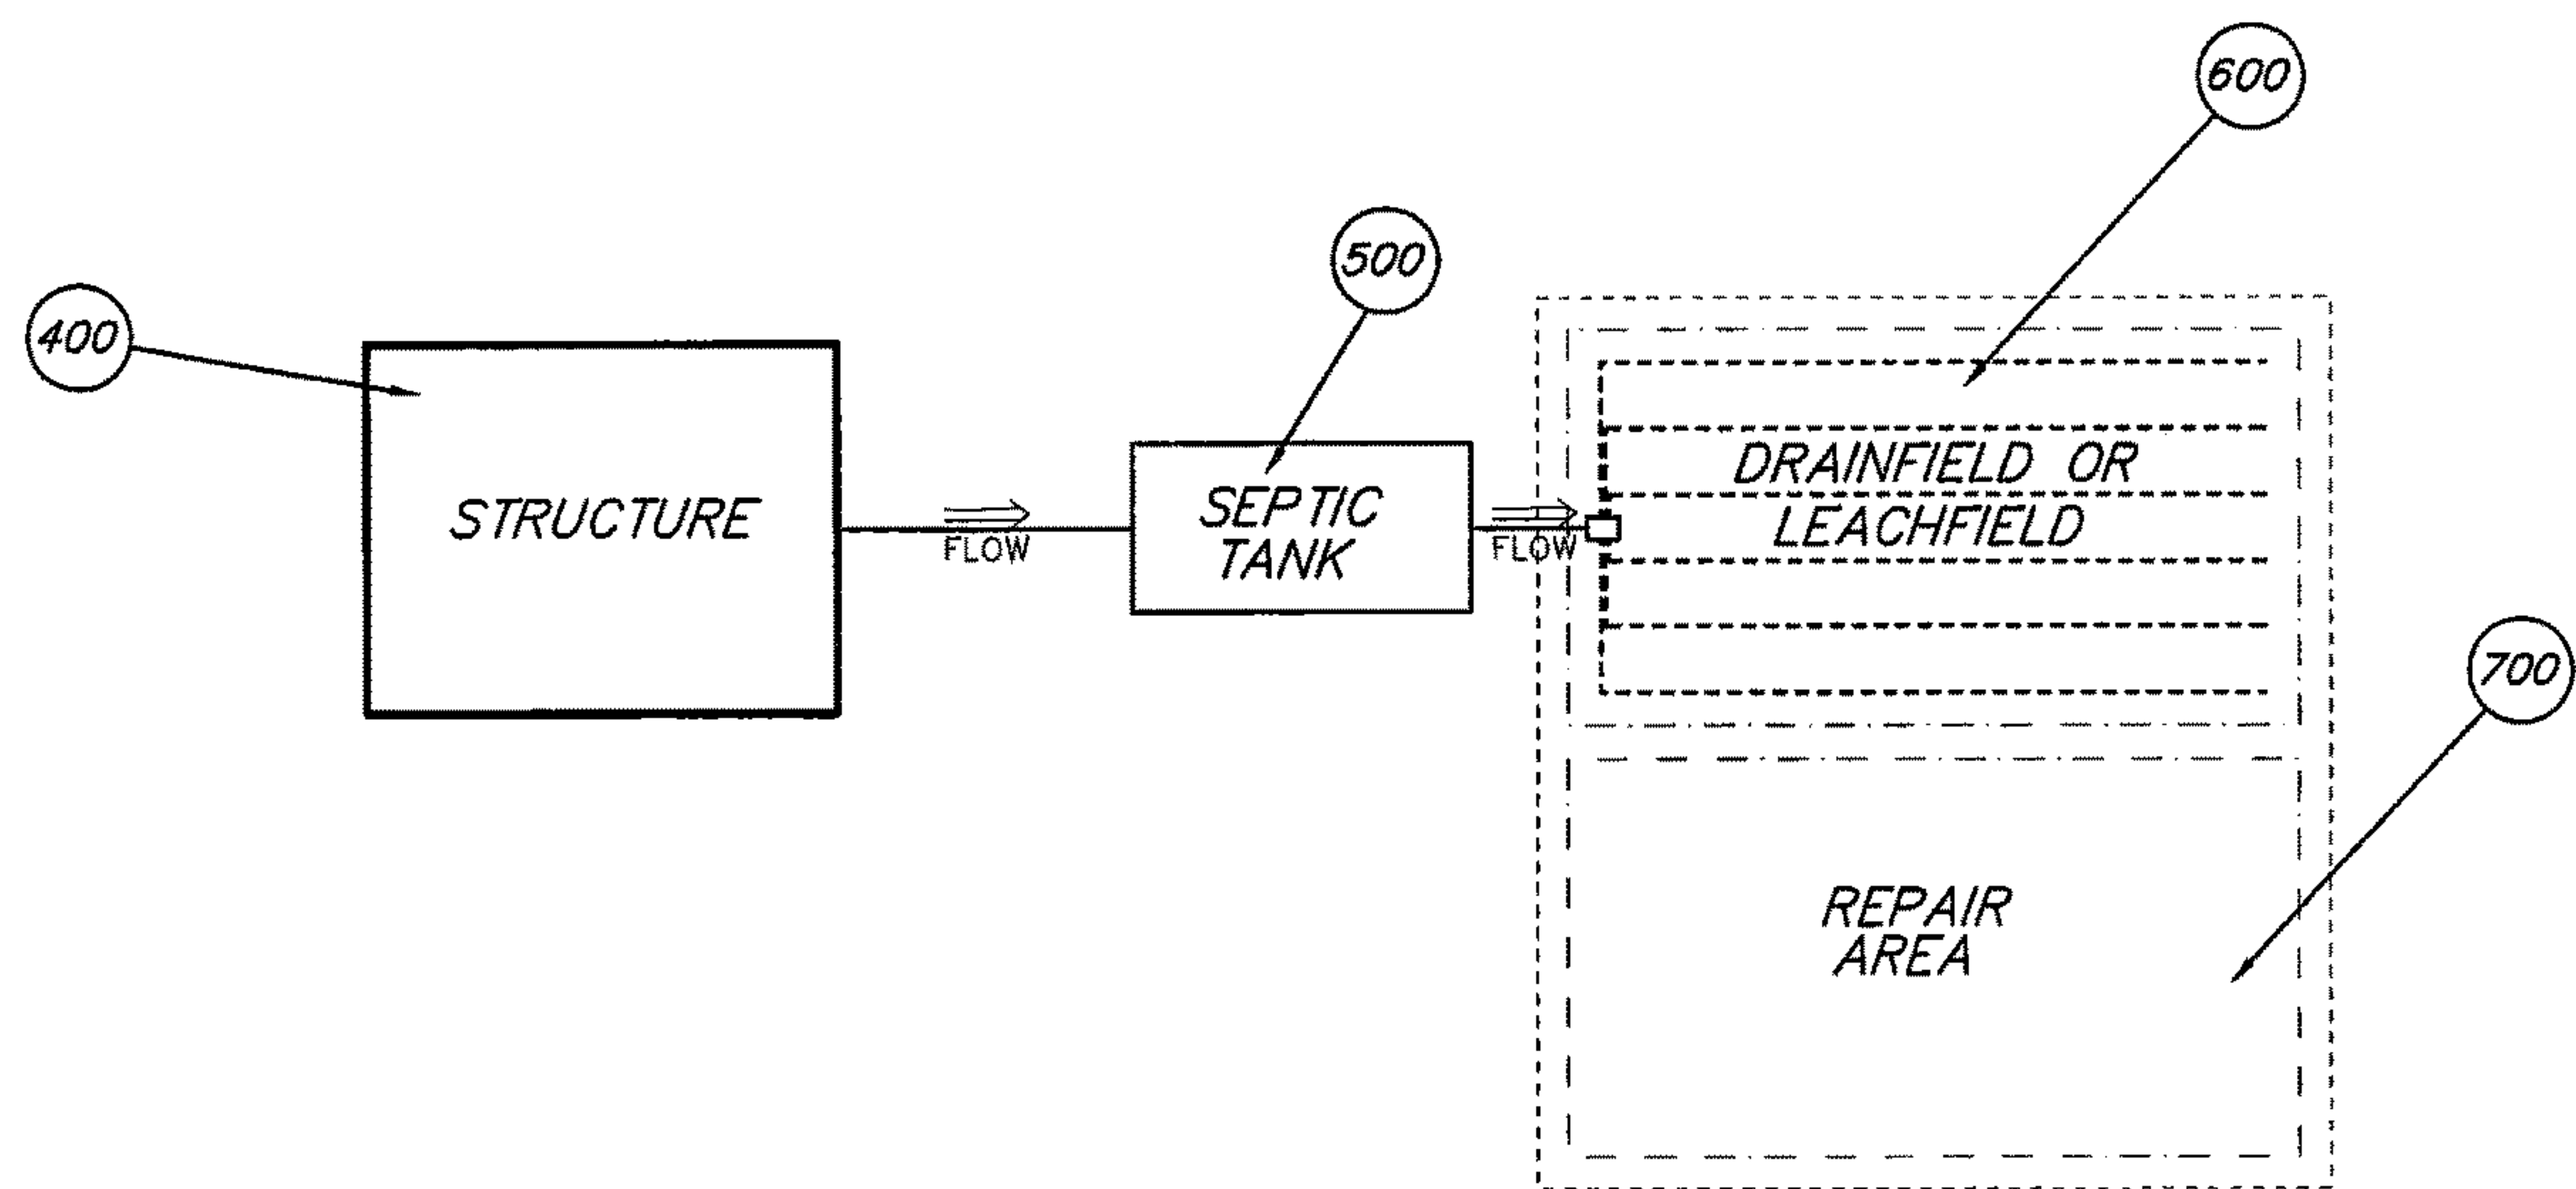 600
500
400
STRUCTURE
FLOW
SEPTIC
TANK
FLOW
DRAINFIELD OR
LEACHFIELD
700
REPAIR
AREA